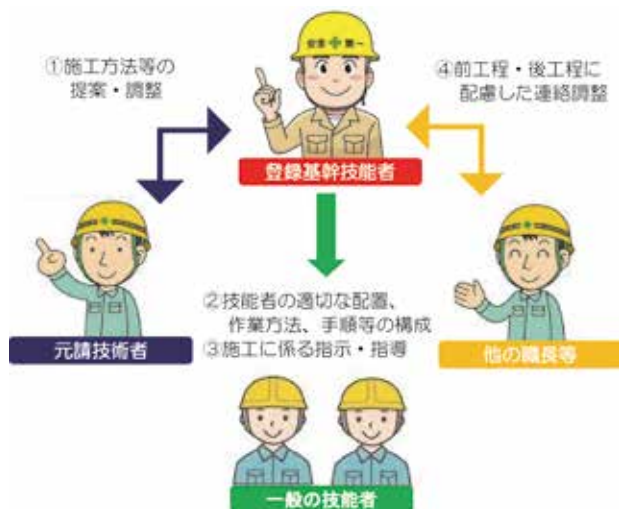 安全 第一
①施工方法等の
提案・調整
④前工程・後工程に
配慮した連絡調整
登録基幹技能者
②技能者の適切な配置、
作業方法、手順等の構成
③施工に係る指示・指導
元請技術者
他の職長等
一般の技能者